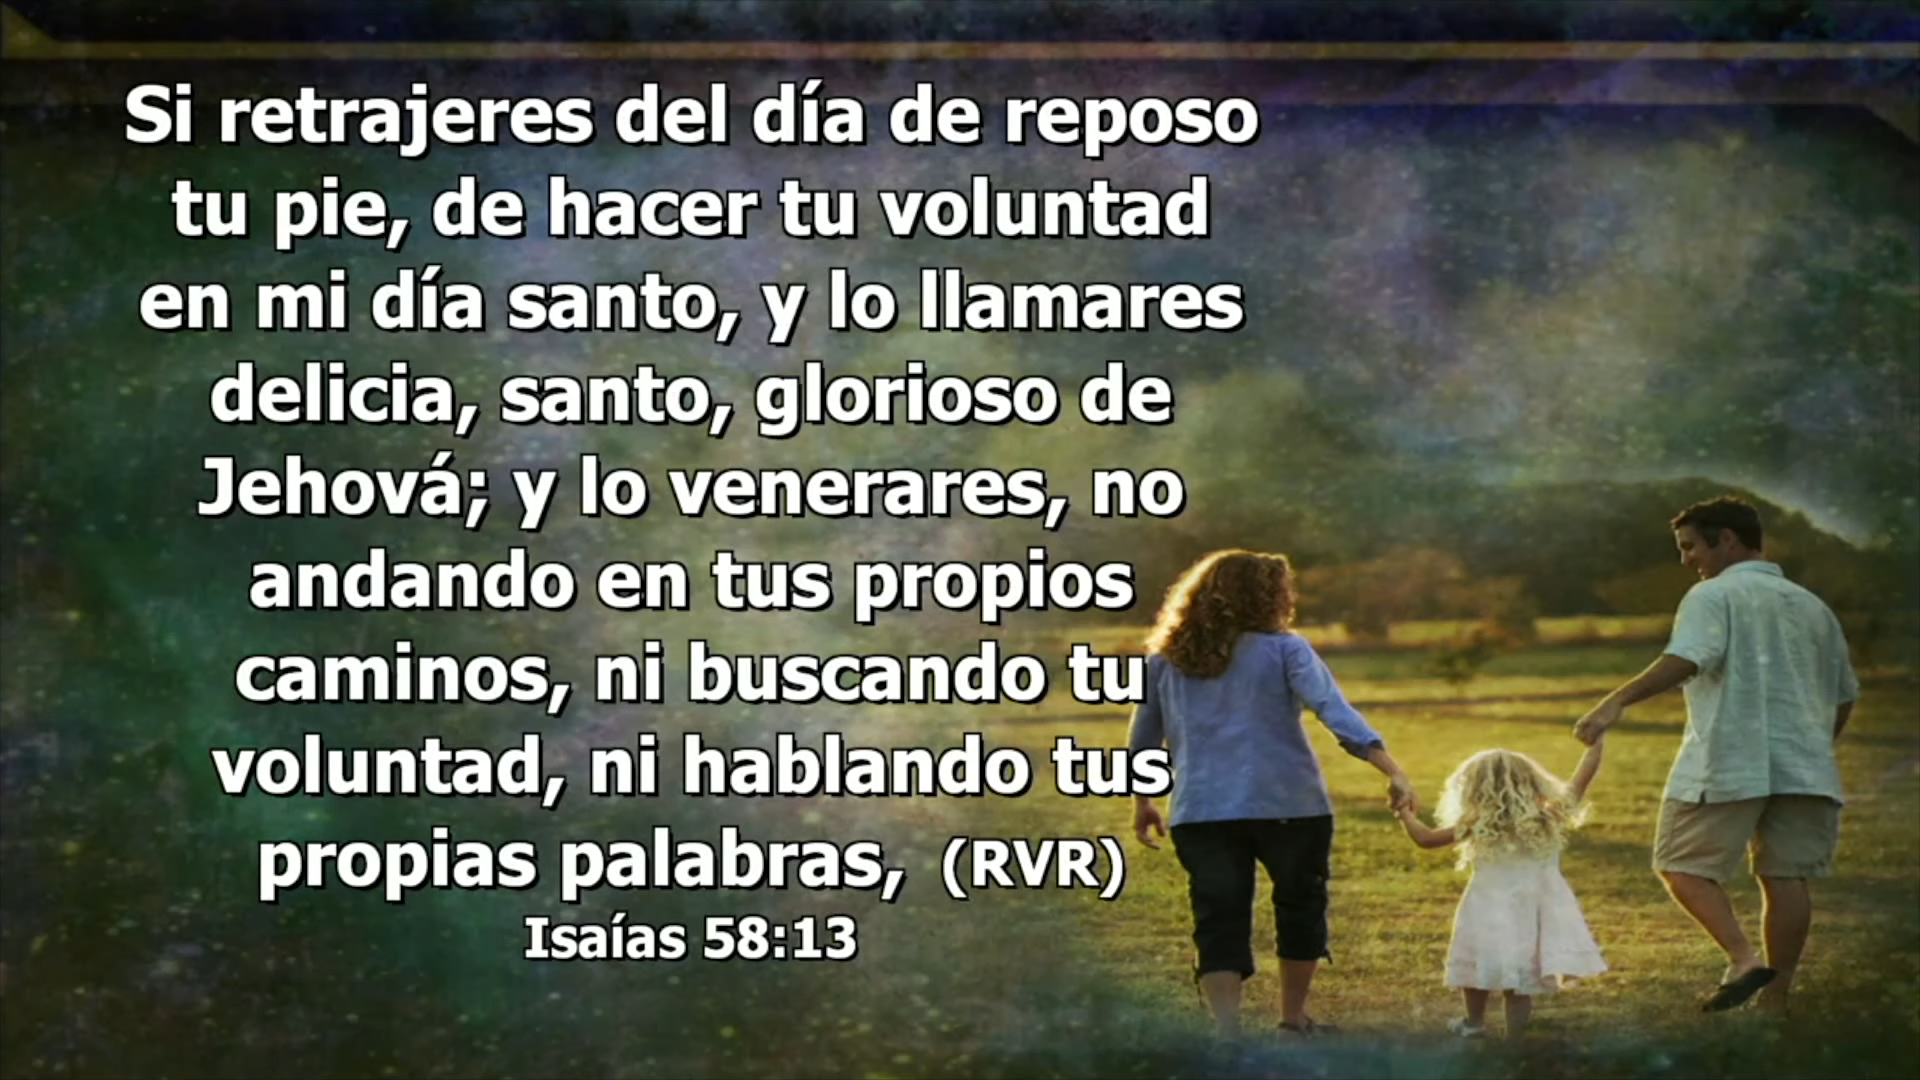 Si retrajeres del día de reposo
tu pie, de hacer tu voluntad
en mi día santo, y lo llamares
delicia, santo, glorioso de
Jehová; y lo venerares, no
andando en tus propios
caminos, ni buscando tu
voluntad, ni hablando tus
propias palabras, (RVR)
Isaías 58:13